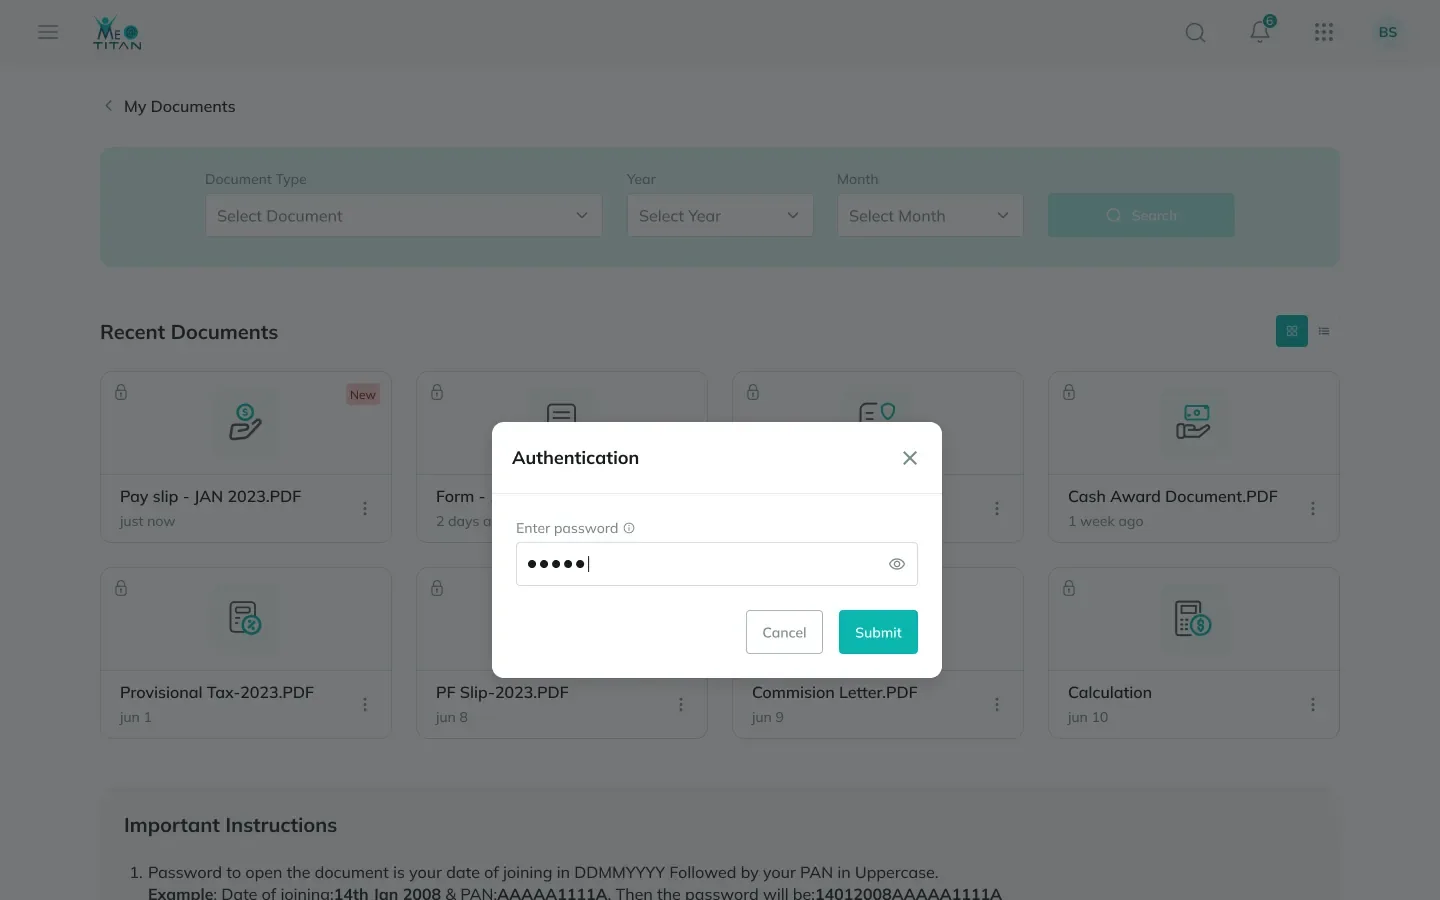 ME
TITAN
6
BS
My Documents
Document Type
Year
Month
Select Document
Select Year
Select Month
Search
Recent Documents
New
Pay slip - JAN 2023.PDF
just now
Form -
2 days a
Cash Award Document.PDF
1 week ago
Authentication
Enter password
Cancel
Submit
Provisional Tax-2023.PDF
jun 1
PF Slip-2023.PDF
jun 8
Commision Letter.PDF
jun 9
Calculation
jun 10
Important Instructions
1. Password to open the document is your date of joining in DDMMYYYY Followed by your PAN in Uppercase.
Example: Date of joining:14th Jan 2008 & PAN:AAAAA1111A. Then the password will be:14012008AAAAA1111A